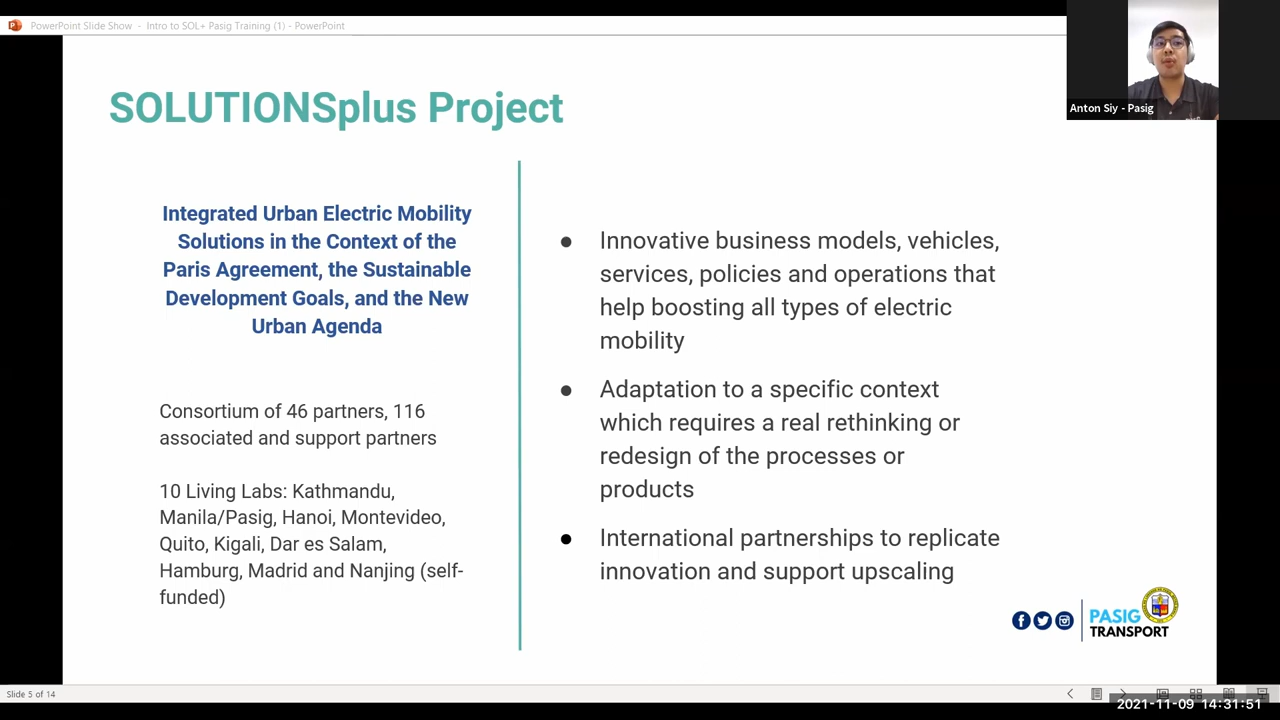 PowerPoint Slide Show - Intro to SOL+ Pasig Training (1) - PowerPoint
Anton Siy - Pasig
SOLUTIONSplus Project
Integrated Urban Electric Mobility
Solutions in the Context of the
Paris Agreement, the Sustainable
Development Goals, and the New
Urban Agenda
Consortium of 46 partners, 116
associated and support partners
10 Living Labs: Kathmandu,
Manila/Pasig, Hanoi, Montevideo,
Quito, Kigali, Dar es Salam,
Hamburg, Madrid and Nanjing (self-
funded)
● Innovative business models, vehicles,
services, policies and operations that
help boosting all types of electric
mobility
● Adaptation to a specific context
which requires a real rethinking or
redesign of the processes or
products
● International partnerships to replicate
innovation and support upscaling
PASIG
TRANSPORT
Slide 5 of 14
2021-11-09 14:31:51